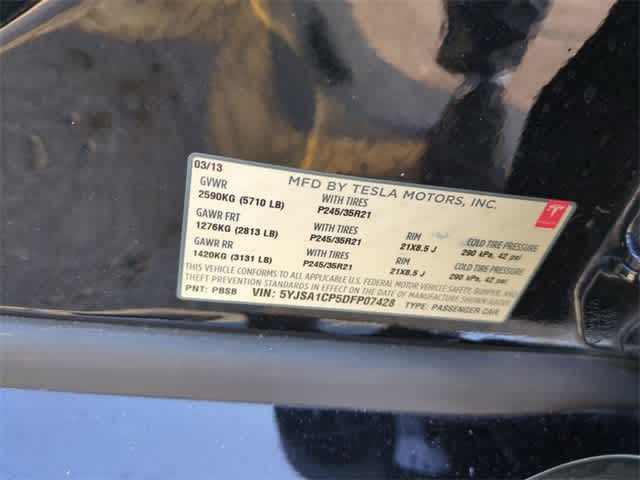 03/13 MFD BY TESLA MOTORS, INC.
GVWR WITH TIRES
2590KG (5710 LB) P245/35R21
GAWR FRT WITH TIRES RIM COLD TIRE PRESSURE
1276KG (2813 LB) P245/35R21 21X8.5 J 290 kPa, 42 psi
GAWR RR WITH TIRES RIM COLD TIRE PRESSURE
1420KG (3131 LB) P245/35R21 21X8.5 J 290 kPa, 42 psi
THIS VEHICLE CONFORMS TO ALL APPLICABLE U.S. FEDERAL MOTOR VEHICLE SAFETY, BUMPER, AND
THEFT PREVENTION STANDARDS IN EFFECT ON THE DATE OF MANUFACTURE SHOWN ABOVE.
PNT: PBSB VIN: 5YJSA1CP5DFP07428 TYPE: PASSENGER CAR